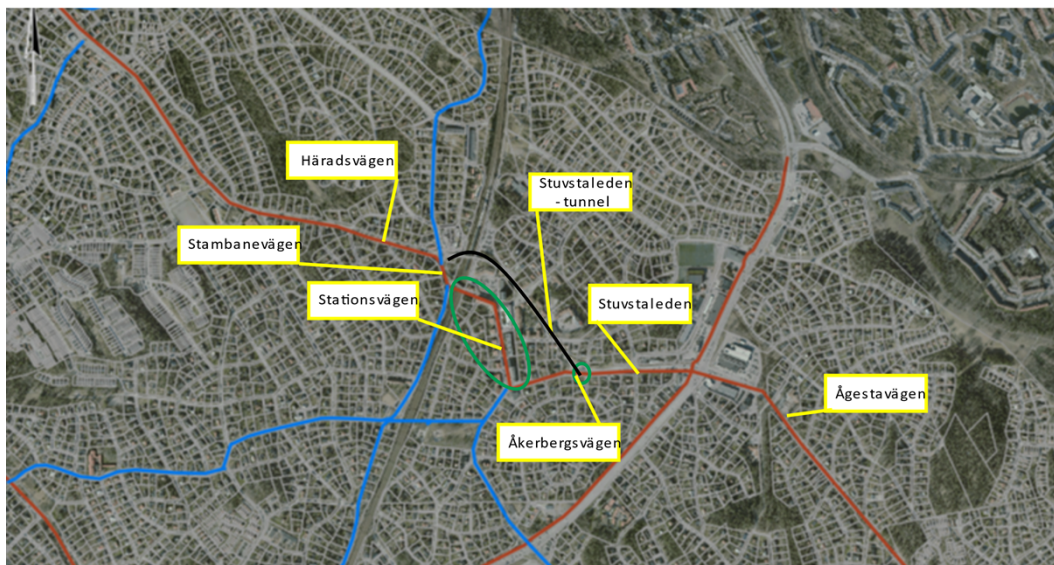 Häradsvägen
Stuvstaleden
- tunnel
Stambanevägen
Stationsvägen
Stuvstaleden
Ågestavägen
Åkerbergsvägen